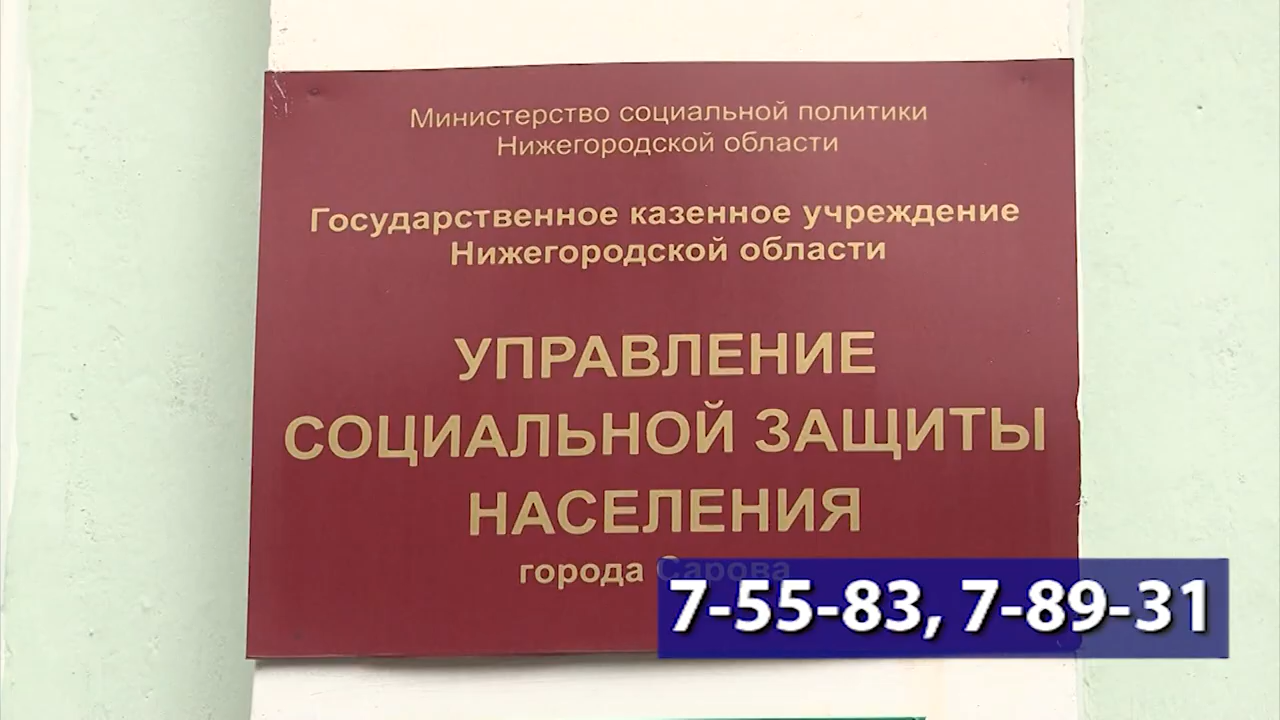 Министерство социальной политики
Нижегородской области
Государственное казенное учреждение
Нижегородской области
УПРАВЛЕНИЕ
СОЦИАЛЬНОЙ ЗАЩИТЫ
НАСЕЛЕНИЯ
города Сарова
7-55-83, 7-89-31